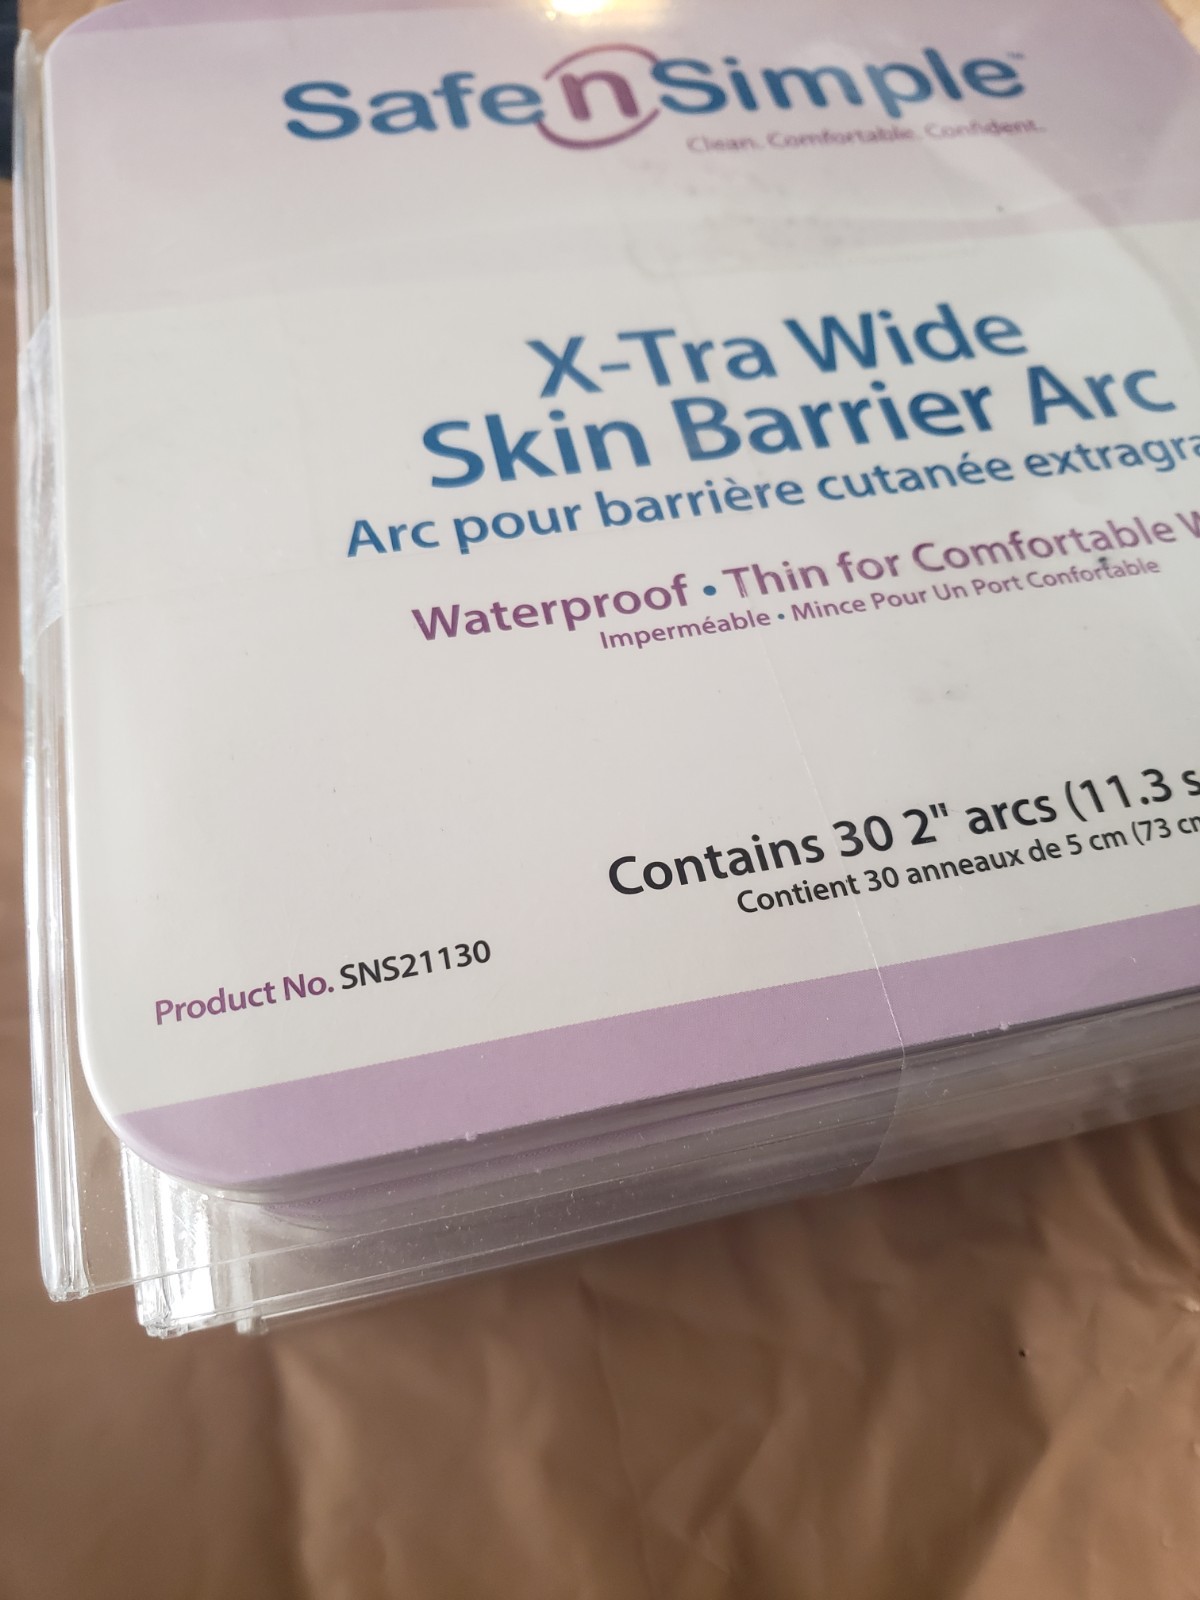 SafenSimple™
Clean. Comfortable. Confident.
X-Tra Wide
Skin Barrier Arc
Arc pour barrière cutanée extragra
Waterproof • Thin for Comfortable W
Imperméable • Mince Pour Un Port Confortable
Contains 30 2" arcs (11.3 s
Contient 30 anneaux de 5 cm (73 cm
Product No. SNS21130